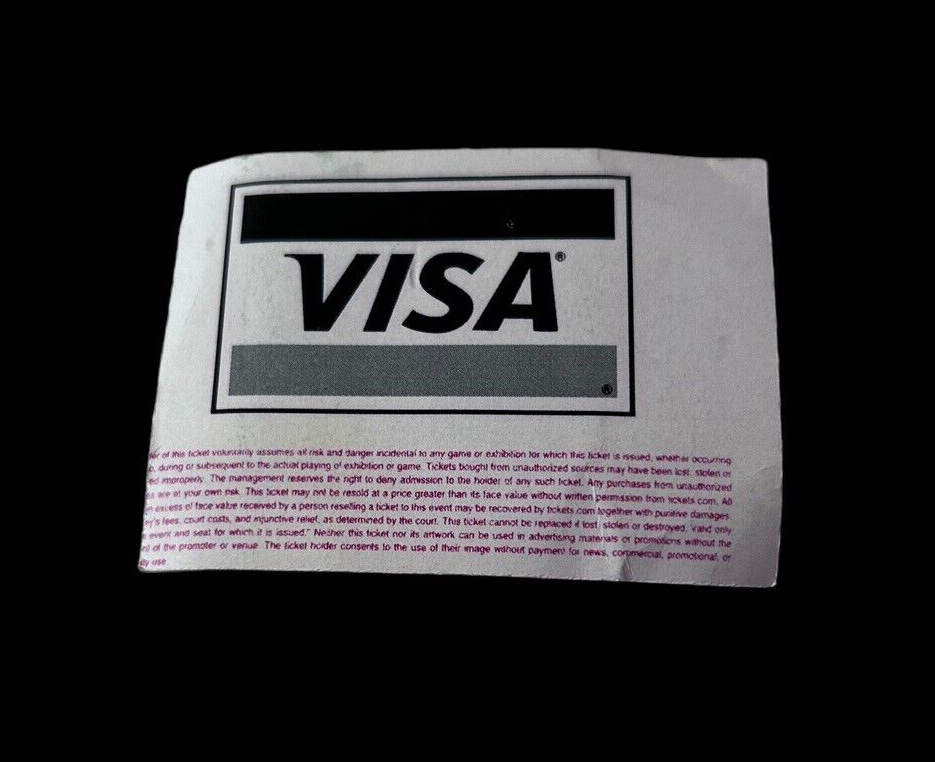 VISA®
®
of this ticket voluntarily assumes all risk and danger incidental to any game or exhibition for which this ticket is issued, whether occurring
during or subsequent to the actual playing of exhibition or game. Tickets bought from unauthorized sources may have been lost, stolen or
improperly. The management reserves the right to deny admission to the holder of any such ticket. Any purchases from unauthorized
are at your own risk. This ticket may not be resold at a price greater than its face value without written permission from tickets.com. All
excess of face value received by a person reselling a ticket to this event may be recovered by tickets.com together with punitive damages,
fees, court costs, and injunctive relief, as determined by the court. This ticket cannot be replaced if lost, stolen or destroyed, "valid only
event and seat for which it is issued." Neither this ticket nor its artwork can be used in advertising materials or promotions without the
of the promoter or venue. The ticket holder consents to the use of their image without payment for news, commercial, promotional, or
use.